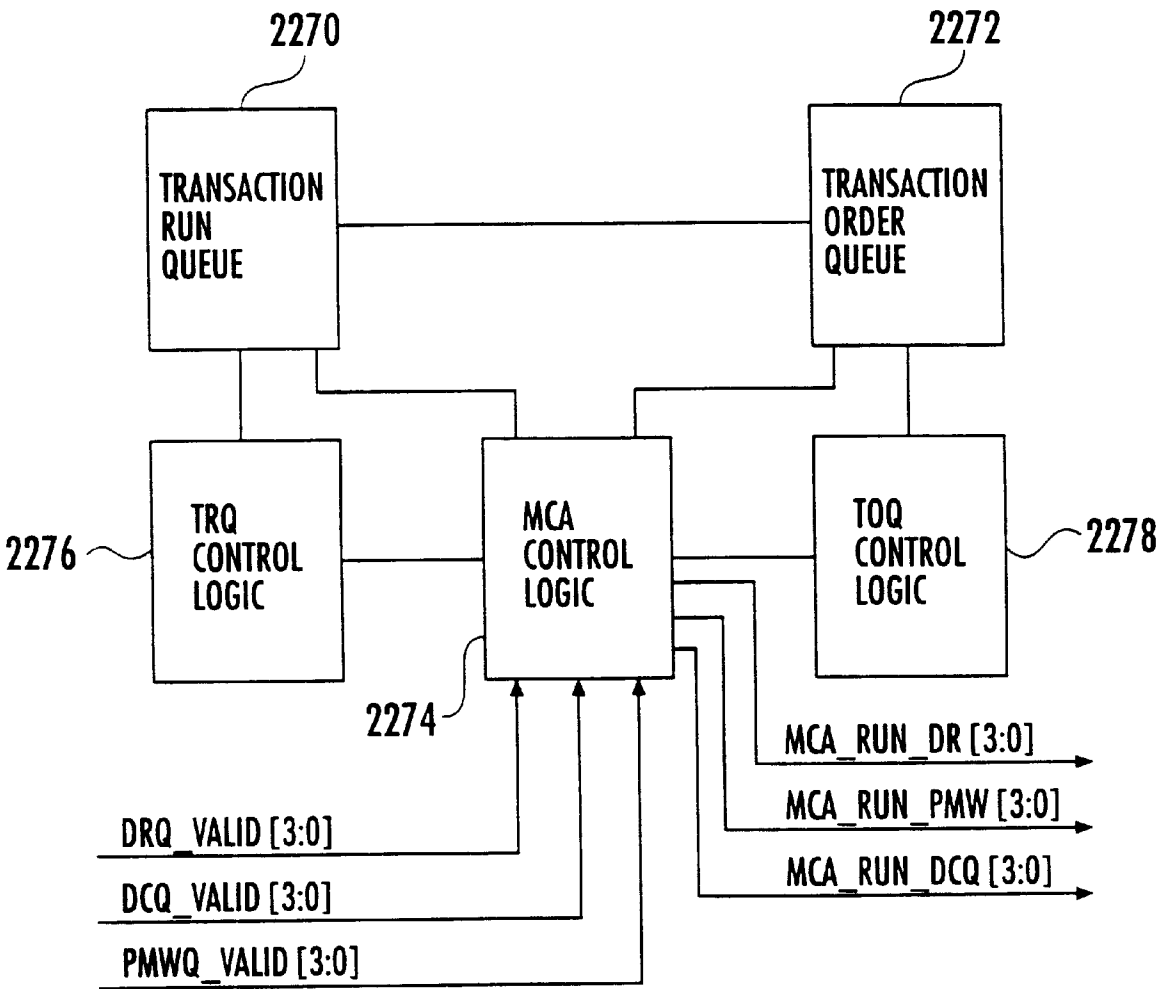 2270
2272
TRANSACTION
RUN
QUEUE
TRANSACTION
ORDER
QUEUE
2276
TRQ
CONTROL
LOGIC
MCA
CONTROL
LOGIC
TOQ
CONTROL
LOGIC
2278
2274
MCA_RUN_DR [3:0]
MCA_RUN_PMW [3:0]
MCA_RUN_DCQ [3:0]
DRQ_VALID [3:0]
DCQ_VALID [3:0]
PMWQ_VALID [3:0]